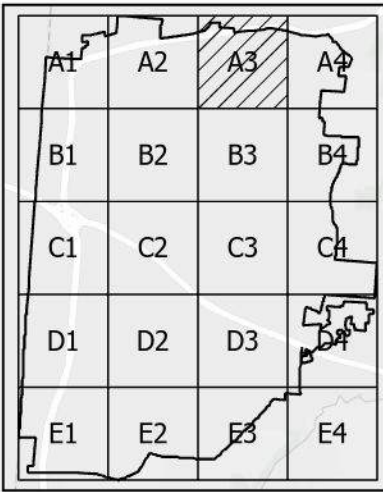 A1 A2 A3 A4
B1 B2 B3 B4
C1 C2 C3 C4
D1 D2 D3 D4
E1 E2 E3 E4